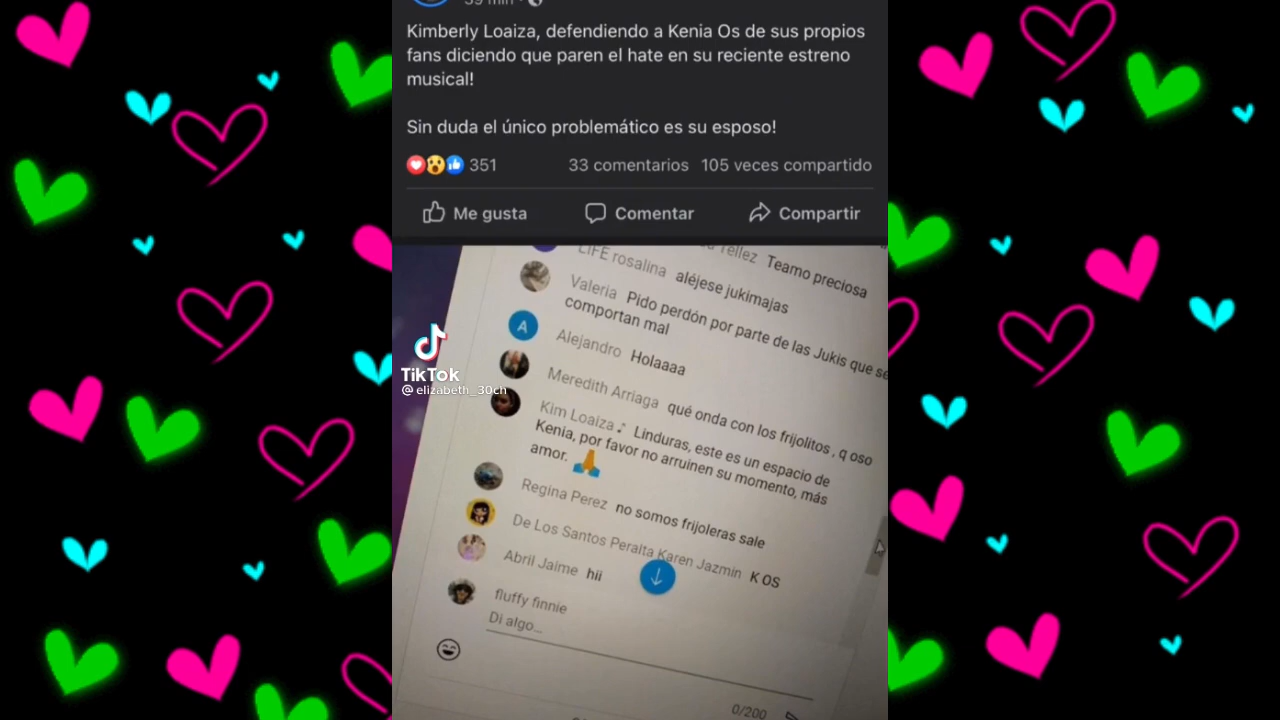 39 min
Kimberly Loaiza, defendiendo a Kenia Os de sus propios
fans diciendo que paren el hate en su reciente estreno
musical!
Sin duda el único problemático es su esposo!
351 33 comentarios 105 veces compartido
Me gusta Comentar Compartir
Tellez Teamo preciosa
LIFE rosalina aléjese jukimajas
Valeria Pido perdón por parte de las Jukis que se
comportan mal
Alejandro Holaaaa
Meredith Arriaga qué onda con los frijolitos , q oso
Kim Loaiza Linduras, este es un espacio de
Kenia, por favor no arruinen su momento, más
amor. 🙏
Regina Perez no somos frijoleras sale
De Los Santos Peralta Karen Jazmin K OS
Abril Jaime hii
fluffy finnie
Di algo...
0/200
TikTok
@elizabeth_30ch
A